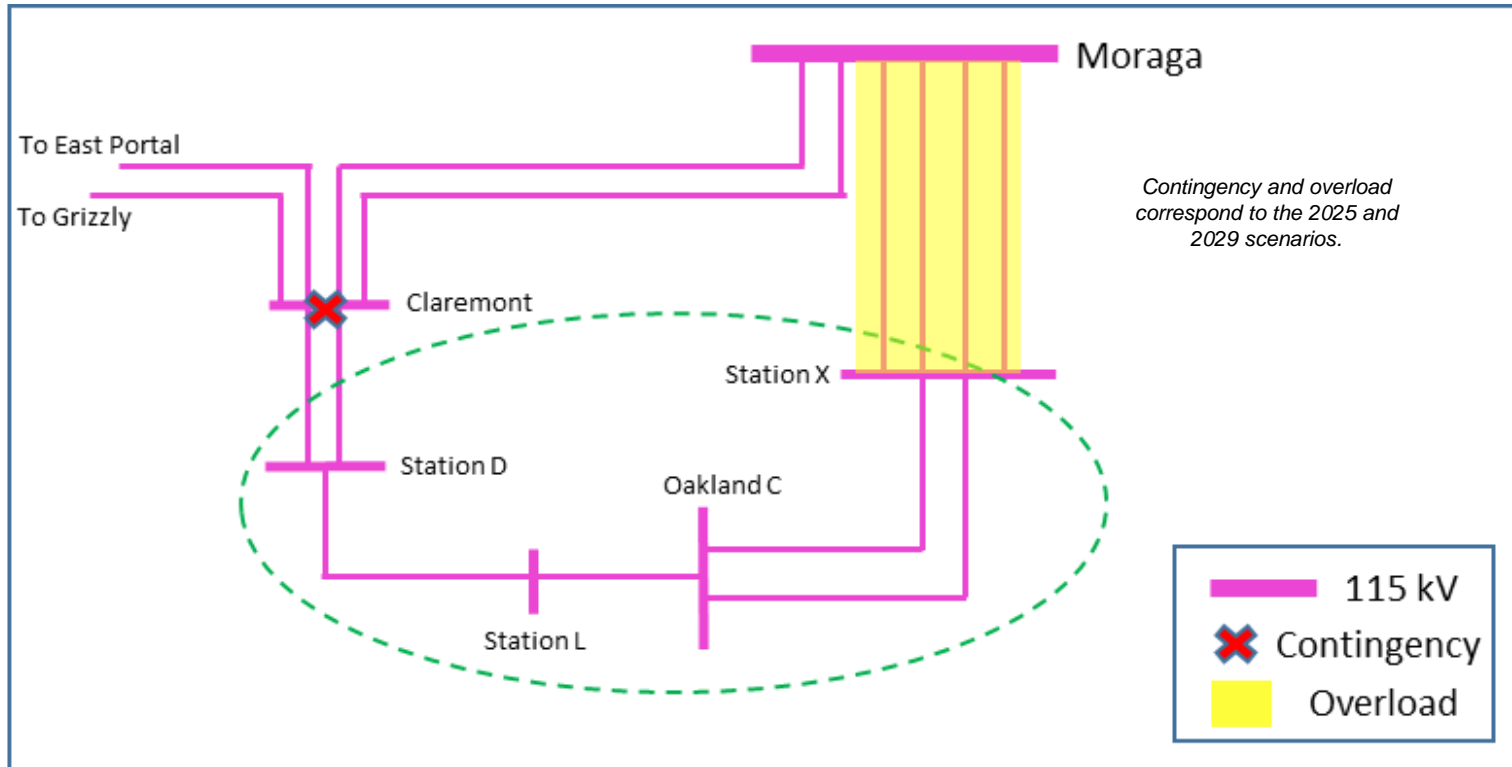 Moraga
To East Portal
To Grizzly
Contingency and overload
correspond to the 2025 and
2029 scenarios.
Claremont
Station X
Station D
Oakland C
Station L
115 kV
Contingency
Overload